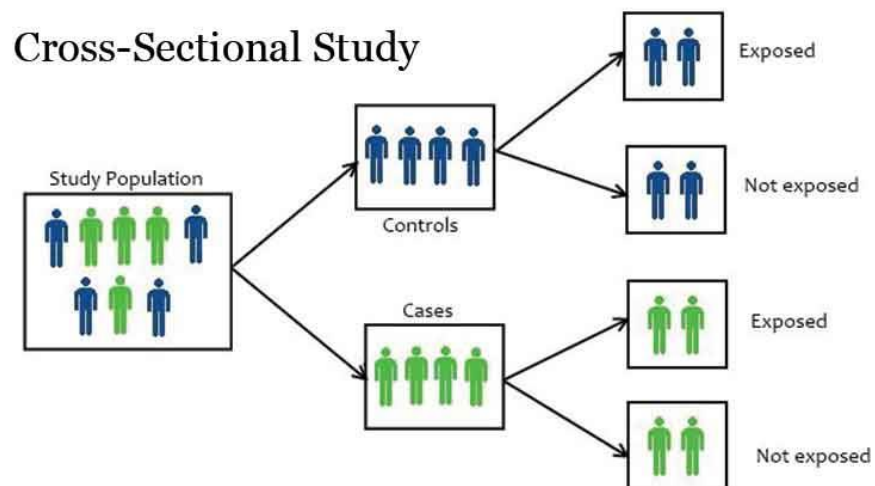 Cross-Sectional Study
Study Population
Controls
Cases
Exposed
Not exposed
Exposed
Not exposed